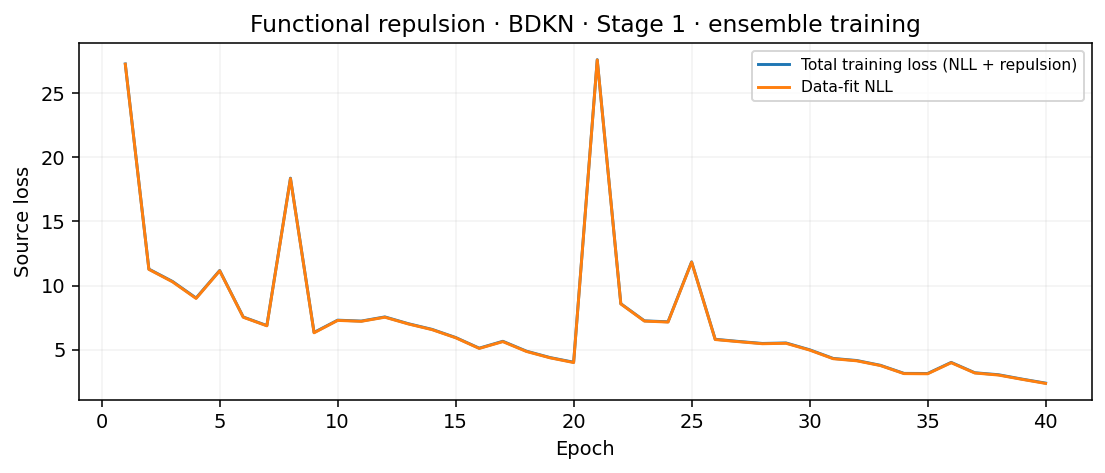 Functional repulsion · BDKN · Stage 1 · ensemble training
Total training loss (NLL + repulsion)
Data-fit NLL
Source loss
25
20
15
10
5
0 5 10 15 20 25 30 35 40
Epoch